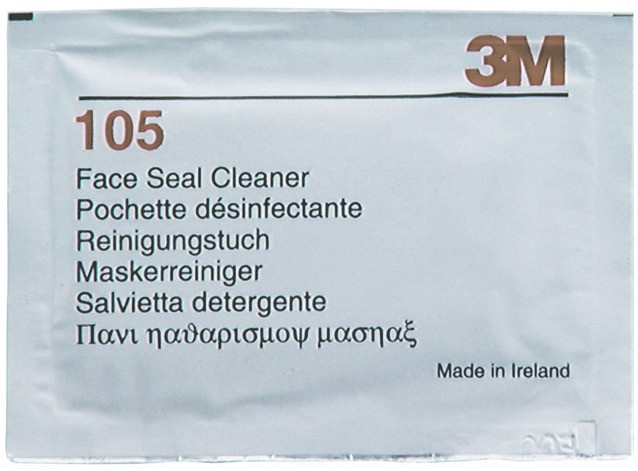 3M
105
Face Seal Cleaner
Pochette désinfectante
Reinigungstuch
Maskerreiniger
Salvietta detergente
Πανι ηαϑαρισμοψ μασηαξ
Made in Ireland